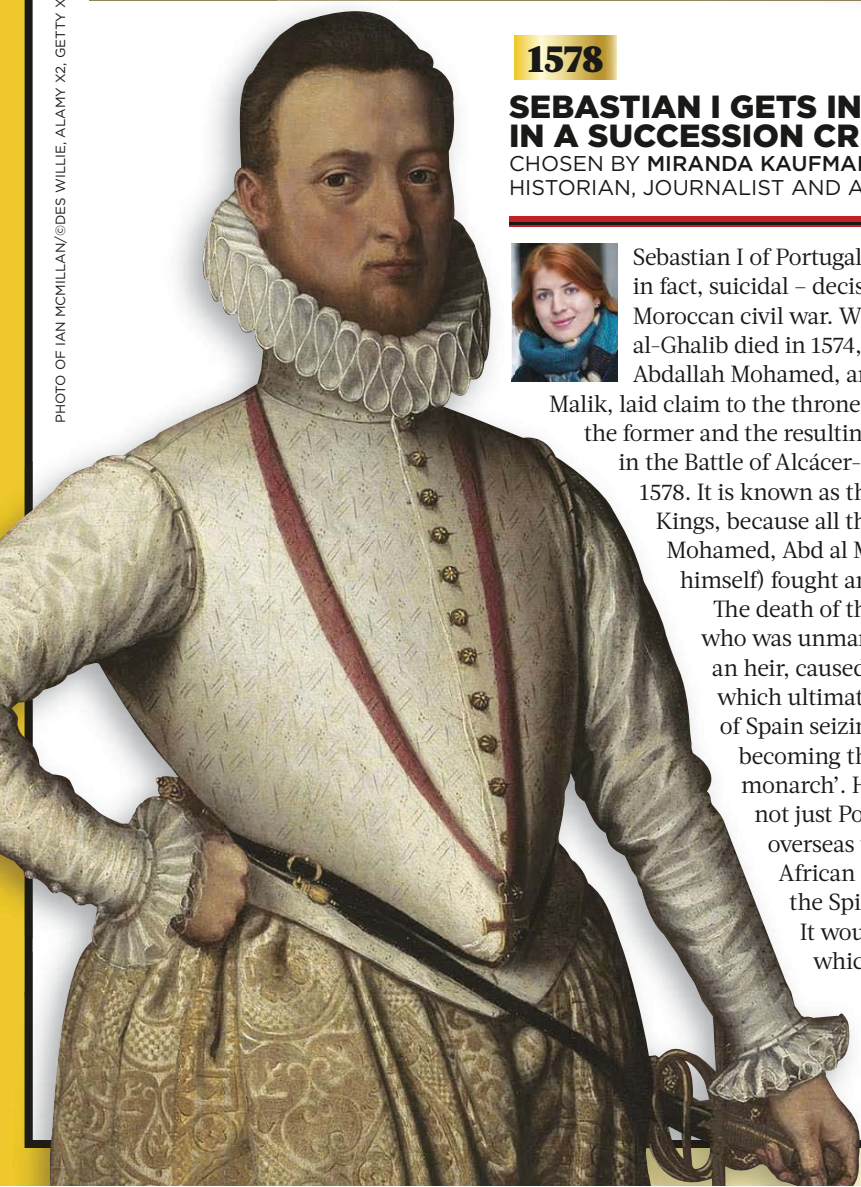 PHOTO OF IAN MCMILLAN/©DES WILLIE, ALAMY X2, GETTY X
1578
SEBASTIAN I GETS IN
IN A SUCCESSION CR
CHOSEN BY MIRANDA KAUFMA
HISTORIAN, JOURNALIST AND A
Sebastian I of Portugal
in fact, suicidal – decis
Moroccan civil war. W
al-Ghalib died in 1574,
Abdallah Mohamed, a
Malik, laid claim to the throne
the former and the resulting
in the Battle of Alcácer-
1578. It is known as th
Kings, because all th
Mohamed, Abd al M
himself) fought an
The death of th
who was unmar
an heir, caused
which ultimat
of Spain seizin
becoming th
monarch'. H
not just Po
overseas
African
the Spi
It wou
whic